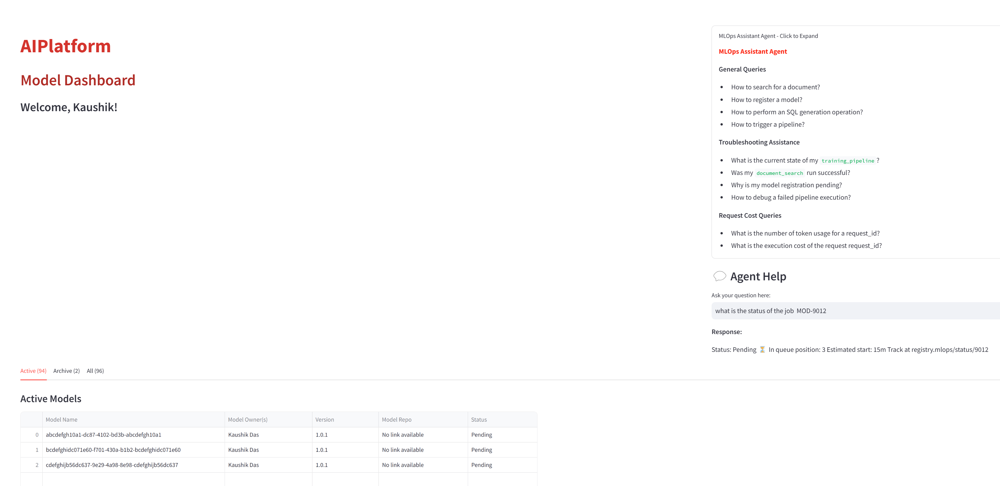 AIPlatform
Model Dashboard
Welcome, Kaushik!
MLOps Assistant Agent - Click to Expand
MLOps Assistant Agent
General Queries
How to search for a document?
How to register a model?
How to perform an SQL generation operation?
How to trigger a pipeline?
Troubleshooting Assistance
What is the current state of my training_pipeline ?
Was my document_search run successful?
Why is my model registration pending?
How to debug a failed pipeline execution?
Request Cost Queries
What is the number of token usage for a request_id?
What is the execution cost of the request request_id?
Agent Help
Ask your question here:
what is the status of the job MOD-9012
Response:
Status: Pending ⏳ In queue position: 3 Estimated start: 15m Track at registry.mlops/status/9012
Active (94) Archive (2) All (96)
Active Models
Model Name Model Owner(s) Version Model Repo Status
0 abcdefgh10a1-dc87-4102-bd3b-abcdefgh10a1 Kaushik Das 1.0.1 No link available Pending
1 bcdefghidc071e60-f701-430a-b1b2-bcdefghidc071e60 Kaushik Das 1.0.1 No link available Pending
2 cdefghijb56dc637-9e29-4a98-8e98-cdefghijb56dc637 Kaushik Das 1.0.1 No link available Pending